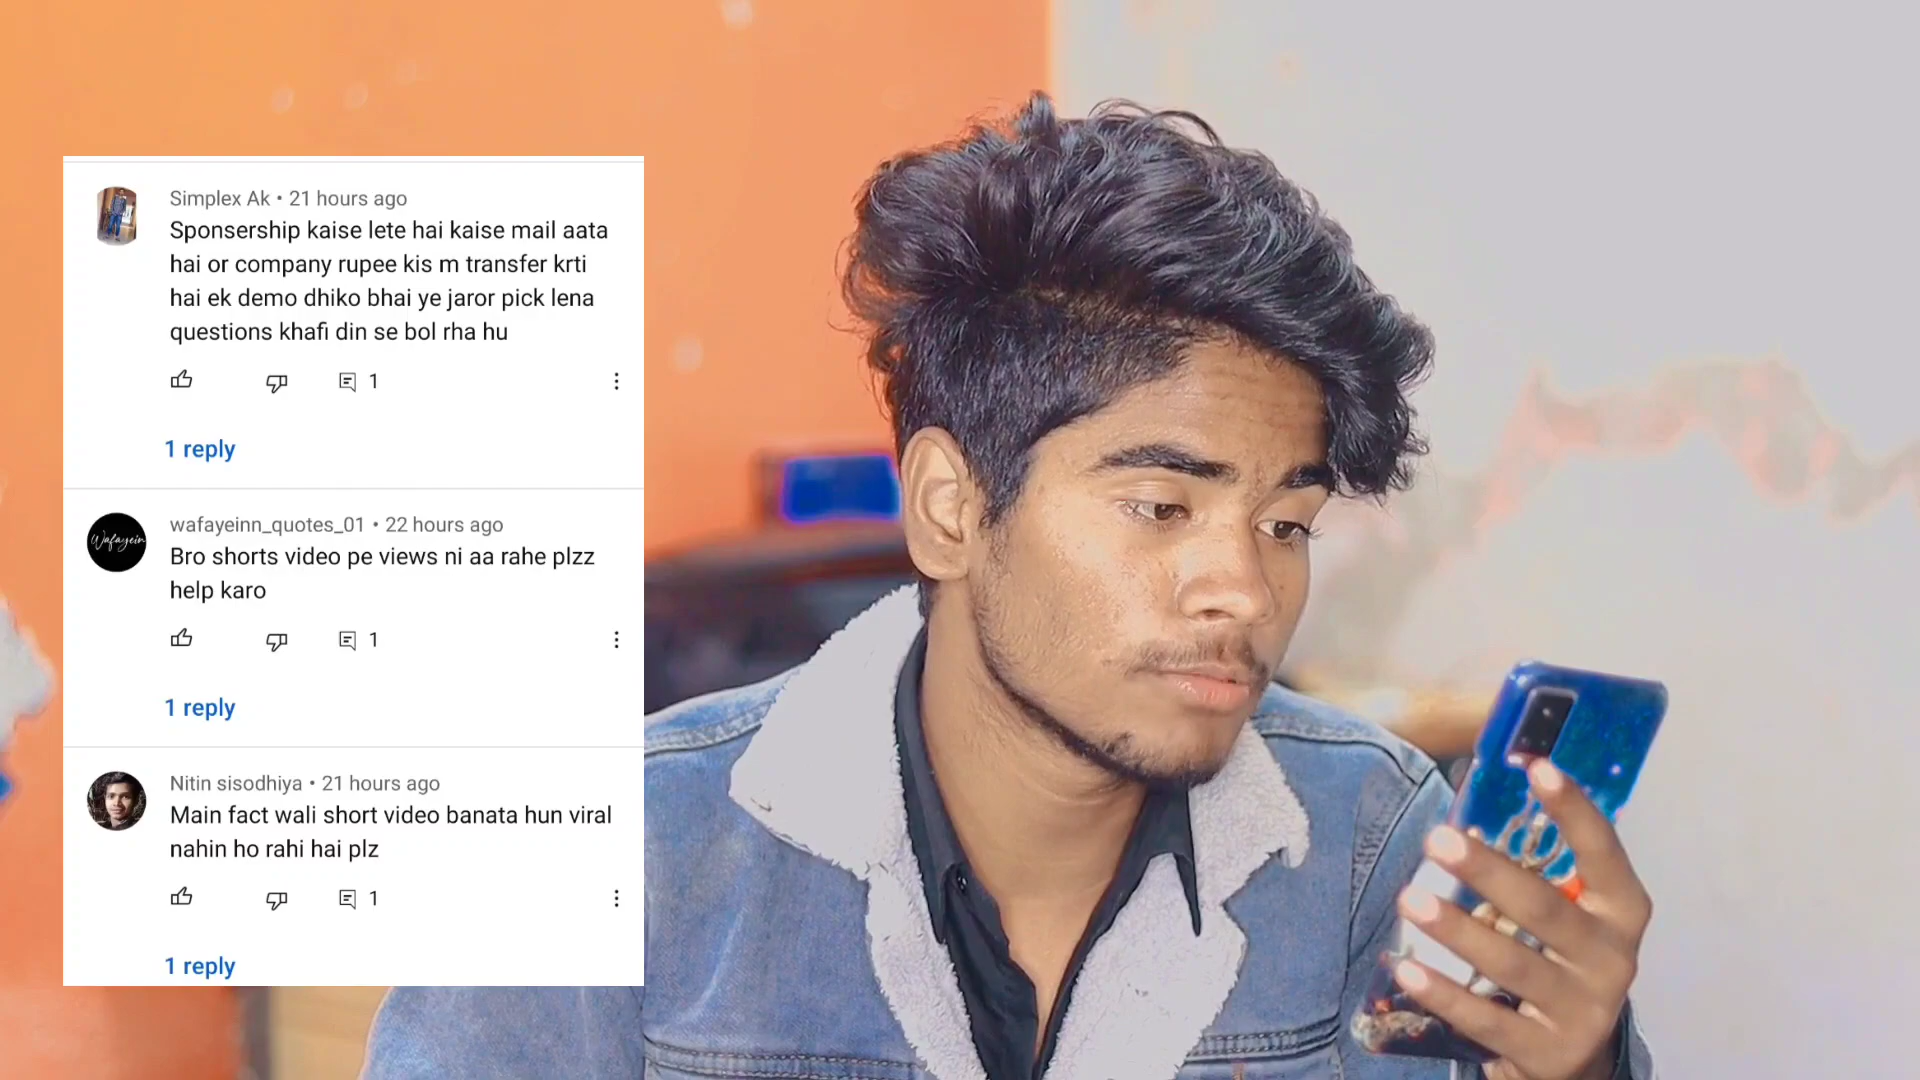 Simplex Ak • 21 hours ago
Sponsership kaise lete hai kaise mail aata
hai or company rupee kis m transfer krti
hai ek demo dhiko bhai ye jaror pick lena
questions khafi din se bol rha hu
1
1 reply
Wafayein
wafayeinn_quotes_01 • 22 hours ago
Bro shorts video pe views ni aa rahe plzz
help karo
1
1 reply
Nitin sisodhiya • 21 hours ago
Main fact wali short video banata hun viral
nahin ho rahi hai plz
1
1 reply